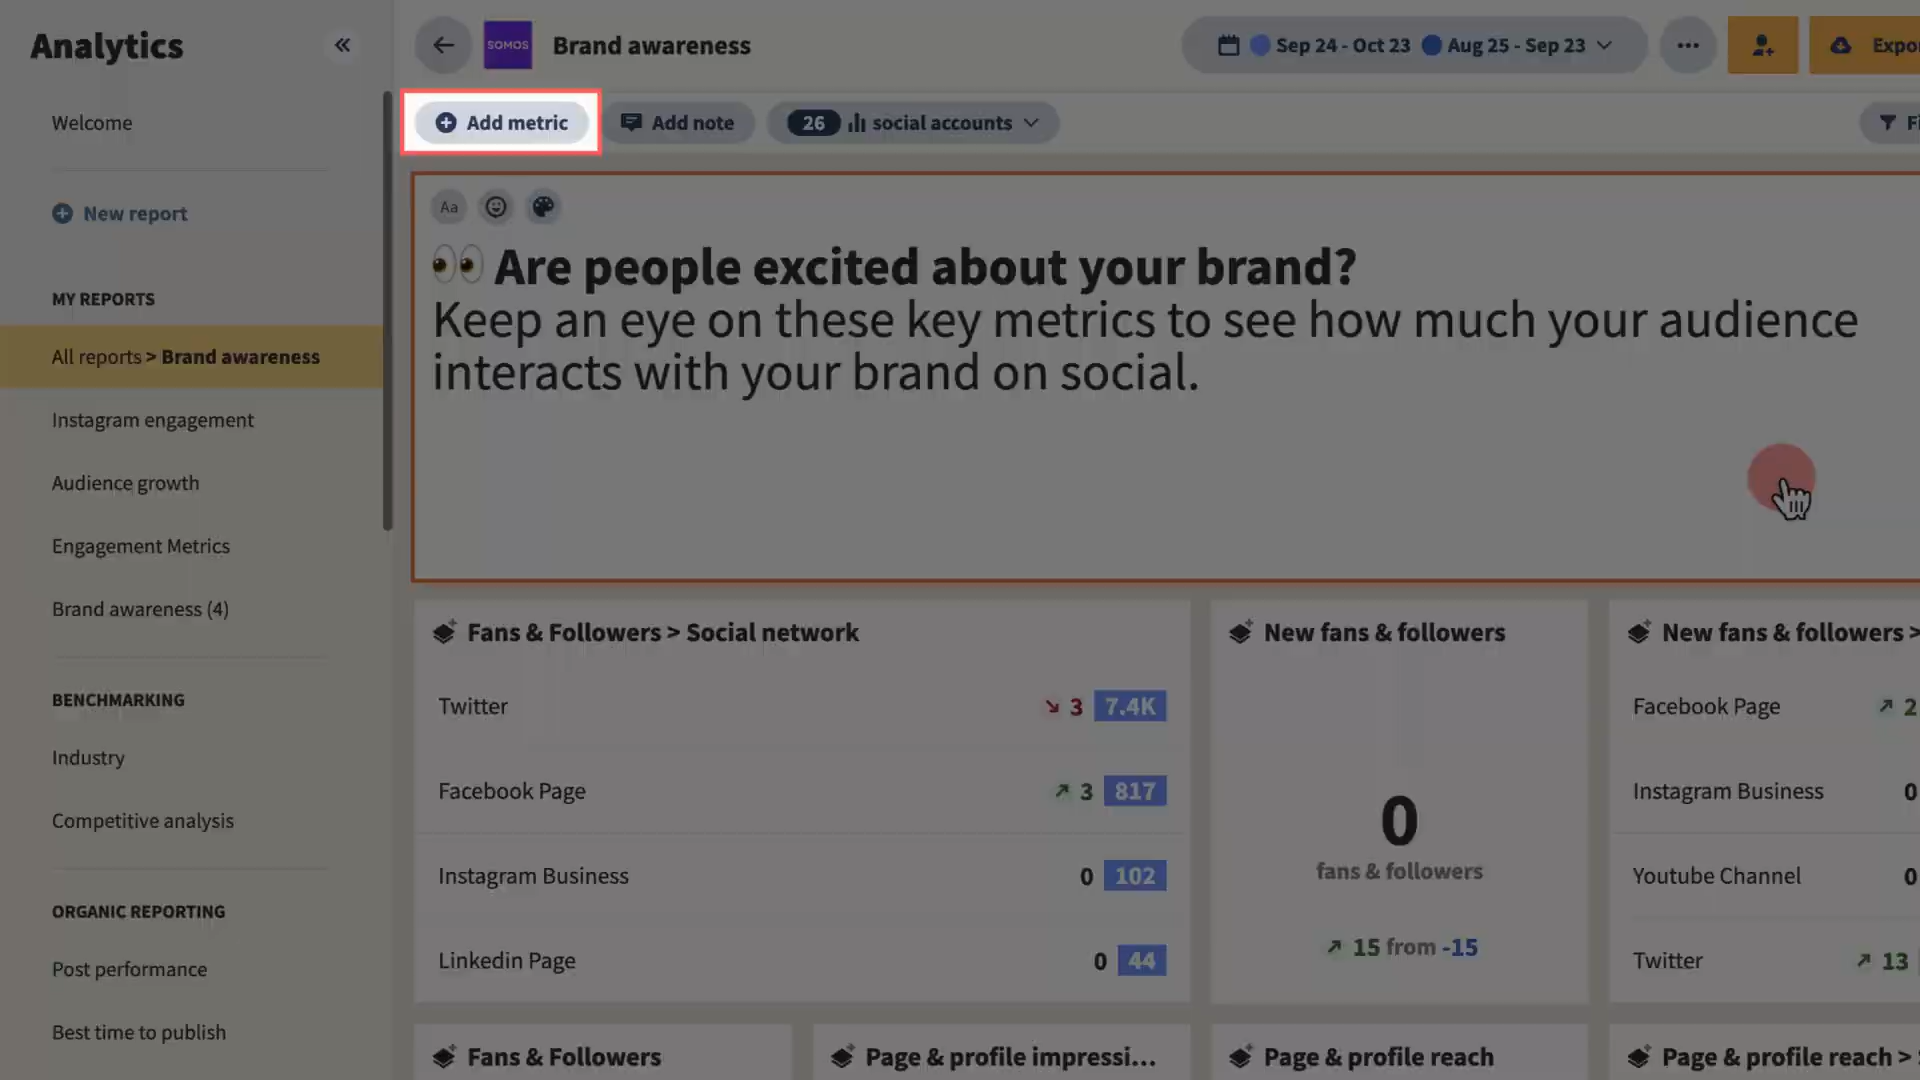 Analytics
Welcome
New report
MY REPORTS
All reports > Brand awareness
Instagram engagement
Audience growth
Engagement Metrics
Brand awareness (4)
BENCHMARKING
Industry
Competitive analysis
ORGANIC REPORTING
Post performance
Best time to publish
SOMOS
Brand awareness
Sep 24 - Oct 23 Aug 25 - Sep 23
Expo
Add metric
Add note
26 social accounts
Fi
Aa
👀 Are people excited about your brand?
Keep an eye on these key metrics to see how much your audience
interacts with your brand on social.
Fans & Followers > Social network
Twitter 3 7.4K
Facebook Page 3 817
Instagram Business 0 102
Linkedin Page 0 44
New fans & followers
0
fans & followers
15 from -15
New fans & followers >
Facebook Page 2
Instagram Business 0
Youtube Channel 0
Twitter 13
Fans & Followers
Page & profile impressi...
Page & profile reach
Page & profile reach >